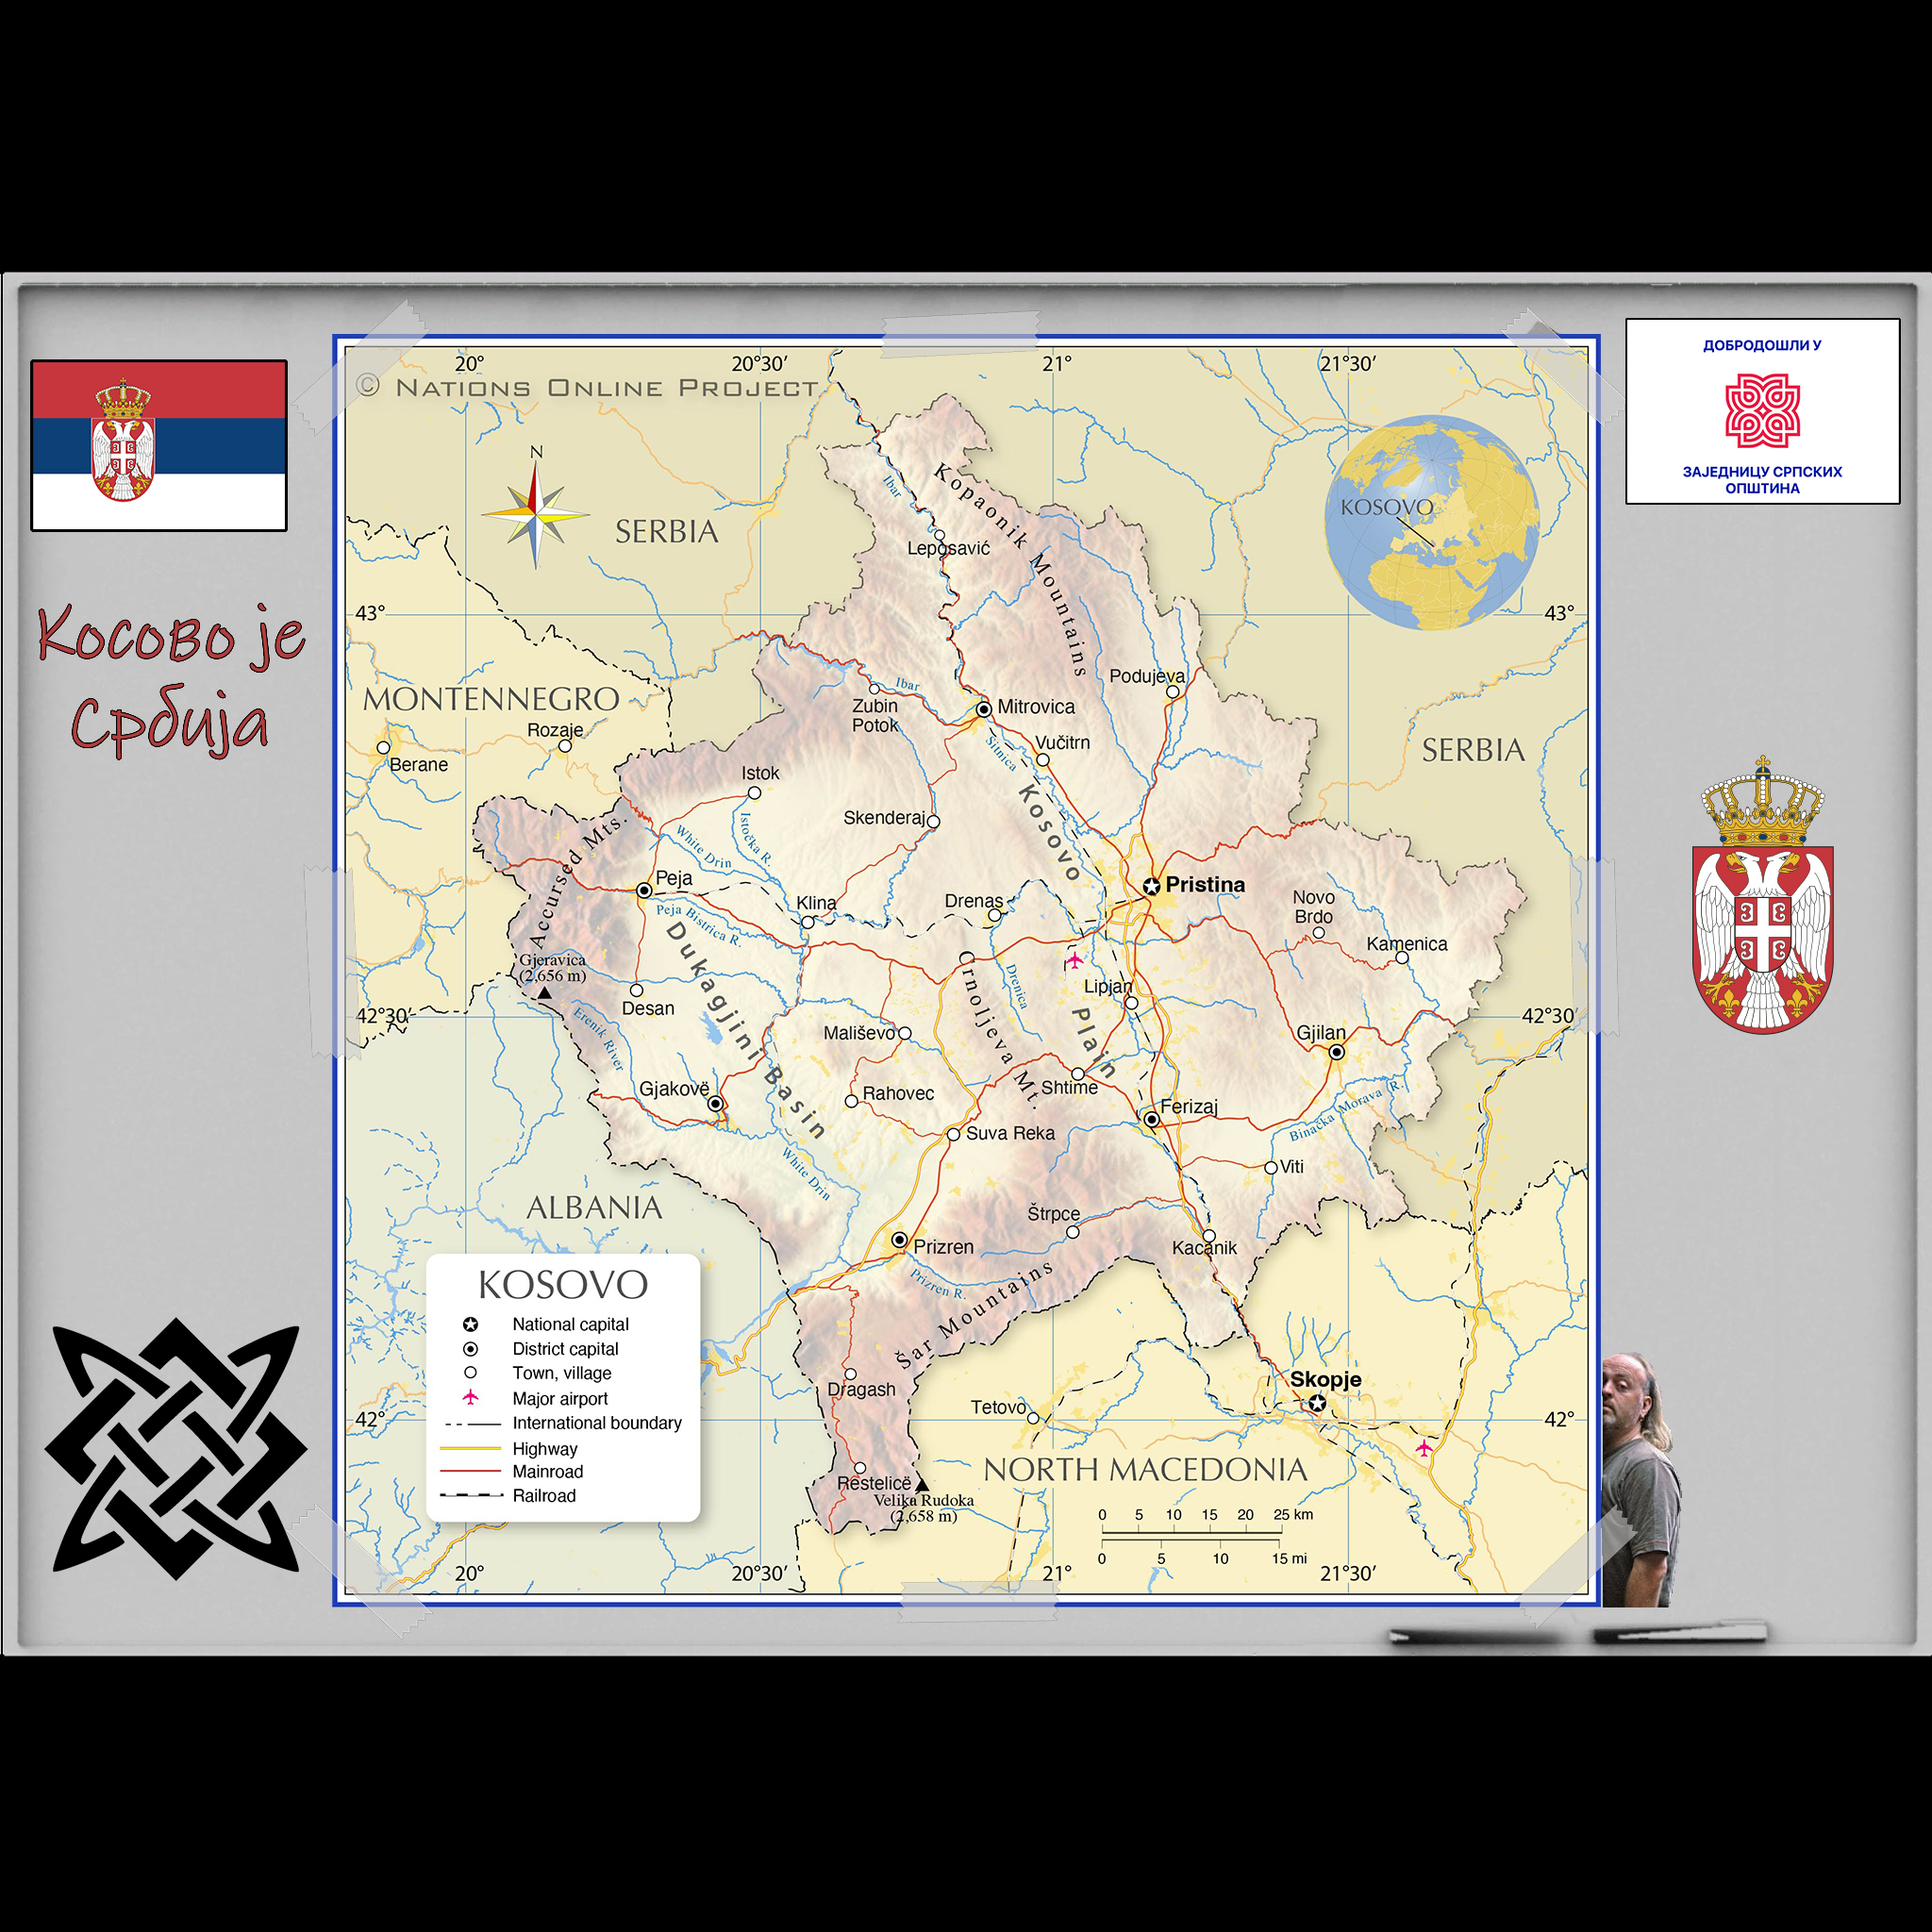 20°
20°30′
21°
21°30′
© NATIONS ONLINE PROJECT
ДОБРОДОШЛИ У
ЗАЈЕДНИЦУ СРПСКИХ
ОПШТИНА
N
SERBIA
KOSOVO
Ibar
Kopaonik Mountains
Leposavić
43°
43°
Косово је
Србија
MONTENNEGRO
Rozaje
Berane
Zubin
Potok
Ibar
Mitrovica
Podujeva
Vučitrn
Sitnica
SERBIA
Istok
Istočka R.
White Drin
Skenderaj
Kosovo
Plain
Accursed Mts.
Peja
Peja Bistrica R.
Klina
Drenas
Pristina
Novo
Brdo
Kamenica
Gjeravica
(2,656 m)
Desan
Dukagjini Basin
Crnoljeva Mt.
Drenica
Lipjan
42°30′
42°30′
Erenik River
Mališevo
Gjilan
Gjakovë
Rahovec
Shtime
Ferizaj
Binačka Morava R.
Suva Reka
White Drin
Viti
ALBANIA
Štrpce
Prizren
Kačanik
Prizren R.
Šar Mountains
KOSOVO
National capital
District capital
Town, village
Major airport
International boundary
Highway
Mainroad
Railroad
Dragash
Skopje
Tetovo
42°
42°
NORTH MACEDONIA
Restelicë
Velika Rudoka
(2,658 m)
0 5 10 15 20 25 km
0 5 10 15 mi
20°
20°30′
21°
21°30′